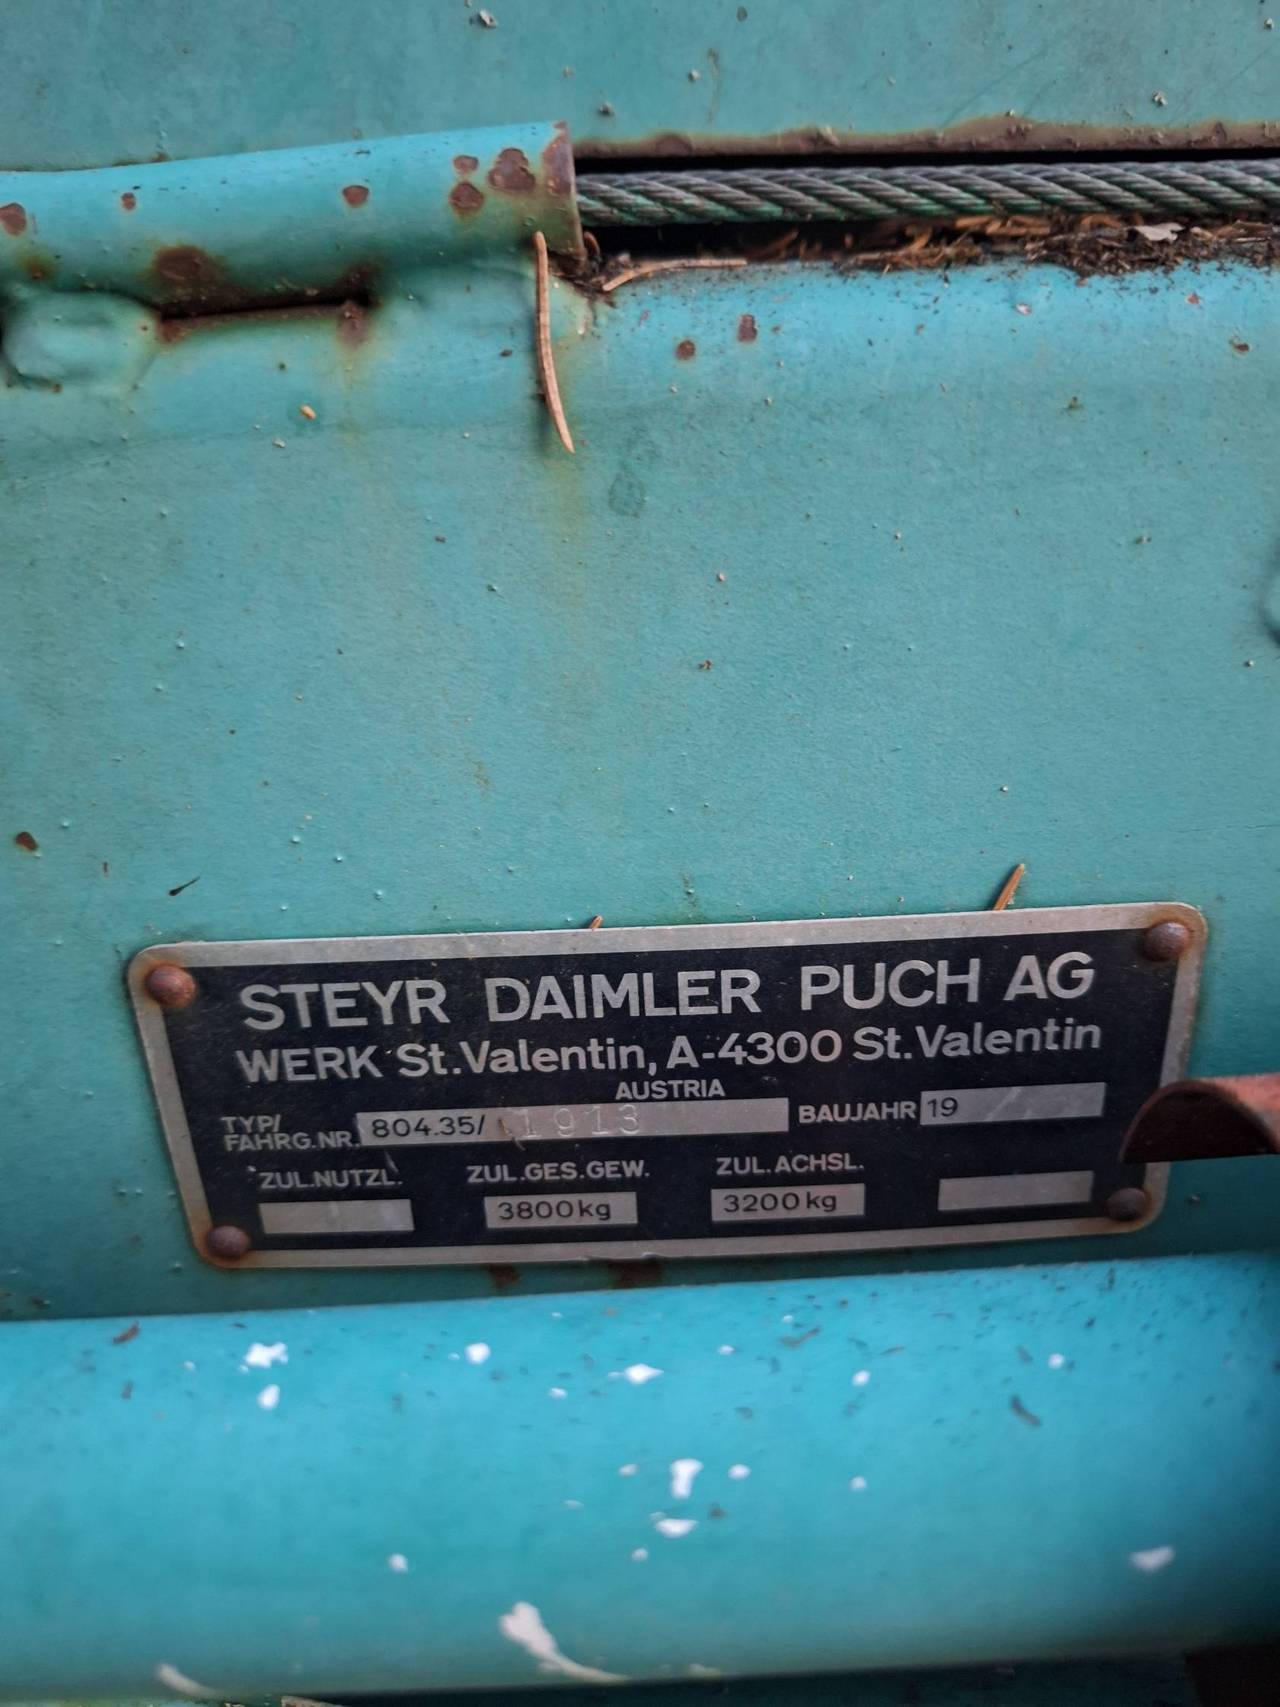 STEYR DAIMLER PUCH AG
WERK St. Valentin, A-4300 St. Valentin
AUSTRIA
TYP/
FAHRG.NR. 804.35/ 1913 BAUJAHR 19
ZUL.NUTZL. ZUL.GES.GEW. ZUL.ACHSL.
3800kg 3200kg